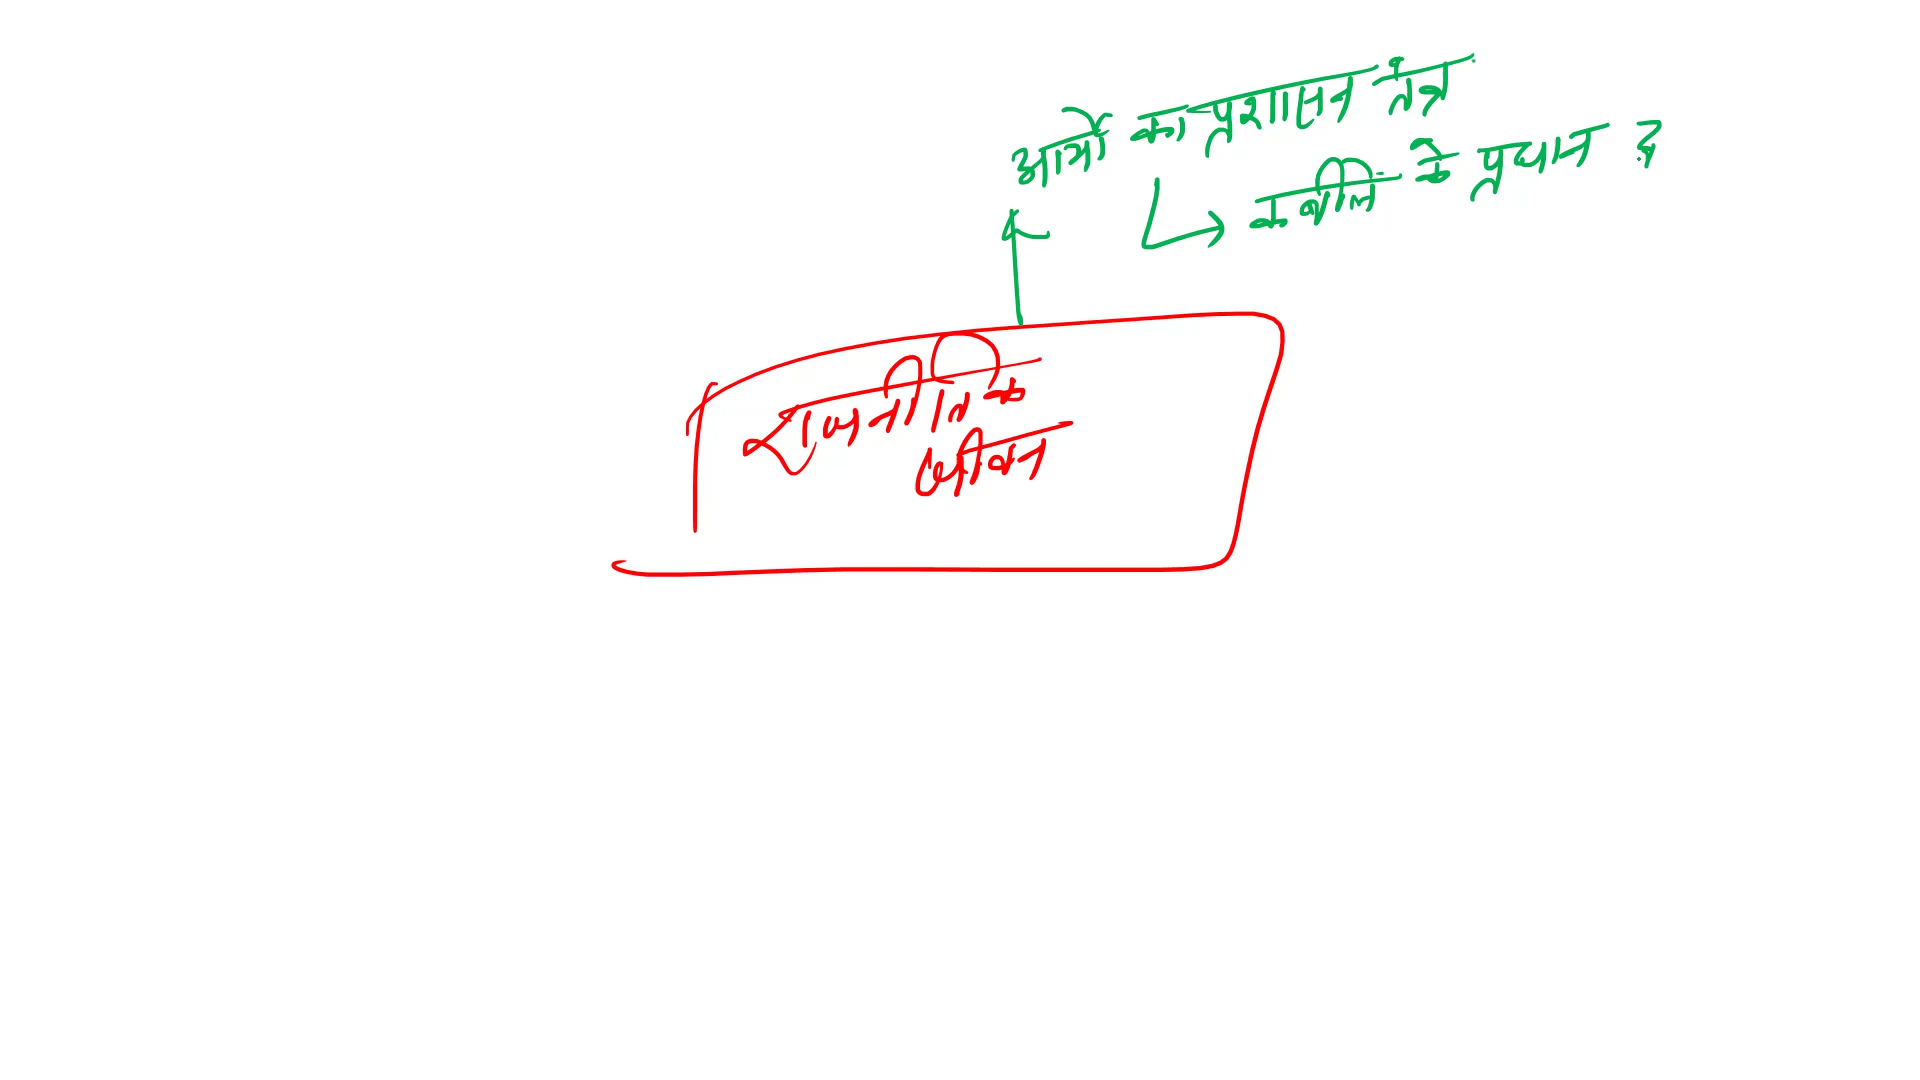 आर्यो का प्रशासन तंत्र
कबीले के प्रधान
राजनीतिक
जीवन